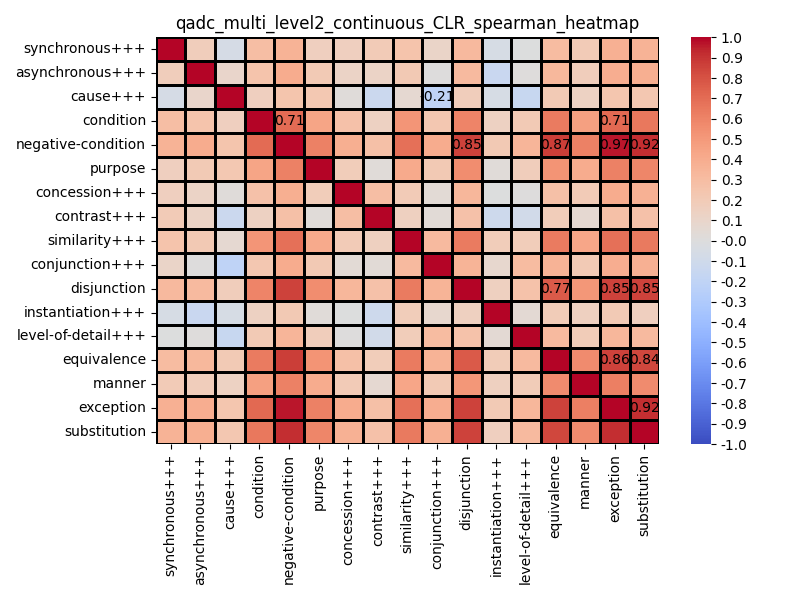 qadc_multi_level2_continuous_CLR_spearman_heatmap
synchronous+++
asynchronous+++
cause+++
-0.21
condition
0.71 0.71
negative-condition
0.85 0.87 0.97 0.92
purpose
concession+++
contrast+++
similarity+++
conjunction+++
disjunction
0.77 0.85 0.85
instantiation+++
level-of-detail+++
equivalence
0.86 0.84
manner
exception
0.92
substitution
synchronous+++
asynchronous+++
cause+++
condition
negative-condition
purpose
concession+++
contrast+++
similarity+++
conjunction+++
disjunction
instantiation+++
level-of-detail+++
equivalence
manner
exception
substitution
1.0
0.9
0.8
0.7
0.6
0.5
0.4
0.3
0.2
0.1
-0.0
-0.1
-0.2
-0.3
-0.4
-0.5
-0.6
-0.7
-0.8
-0.9
-1.0